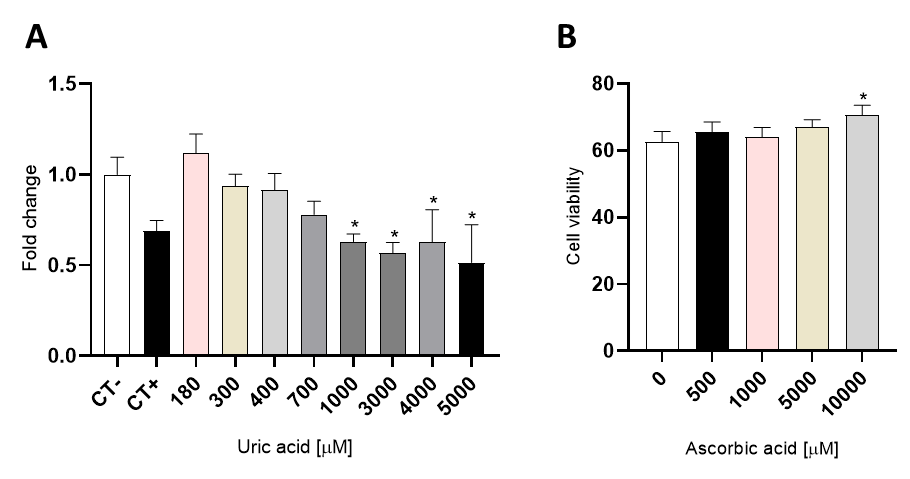 A
1.5
1.0
0.5
0.0
Fold change
* * * *
CT- CT+ 180 300 400 700 1000 3000 4000 5000
Uric acid [μM]
B
80
60
40
20
0
Cell viability
*
0 500 1000 5000 10000
Ascorbic acid [μM]